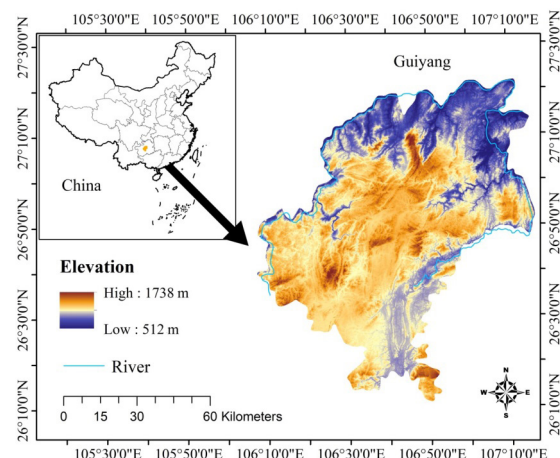 105°30'0"E 105°50'0"E 106°10'0"E 106°30'0"E 106°50'0"E 107°10'0"E
27°30'0"N
27°10'0"N
26°50'0"N
26°30'0"N
26°10'0"N
China
Guiyang
Elevation
High : 1738 m
Low : 512 m
River
0 15 30 60 Kilometers
N
W E
S
27°30'0"N
27°10'0"N
26°50'0"N
26°30'0"N
26°10'0"N
105°30'0"E 105°50'0"E 106°10'0"E 106°30'0"E 106°50'0"E 107°10'0"E